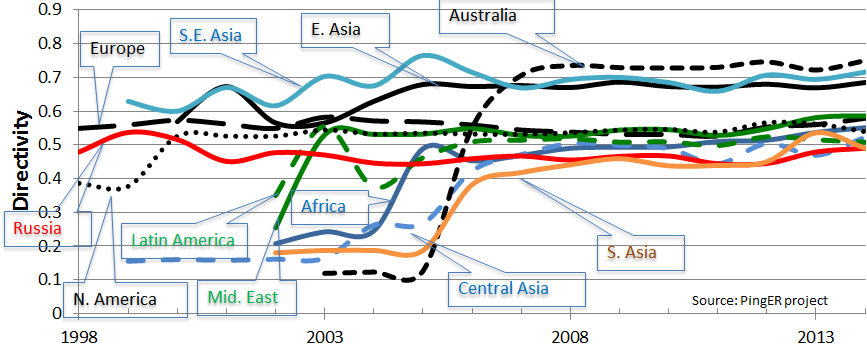 0.9
Australia
E. Asia
S.E. Asia
Europe
0.8
0.7
0.6
0.5
0.4
0.3
0.2
0.1
0
Directivity
Russia
Latin America
Africa
S. Asia
N. America
Mid. East
Central Asia
Source: PingER project
1998
2003
2008
2013